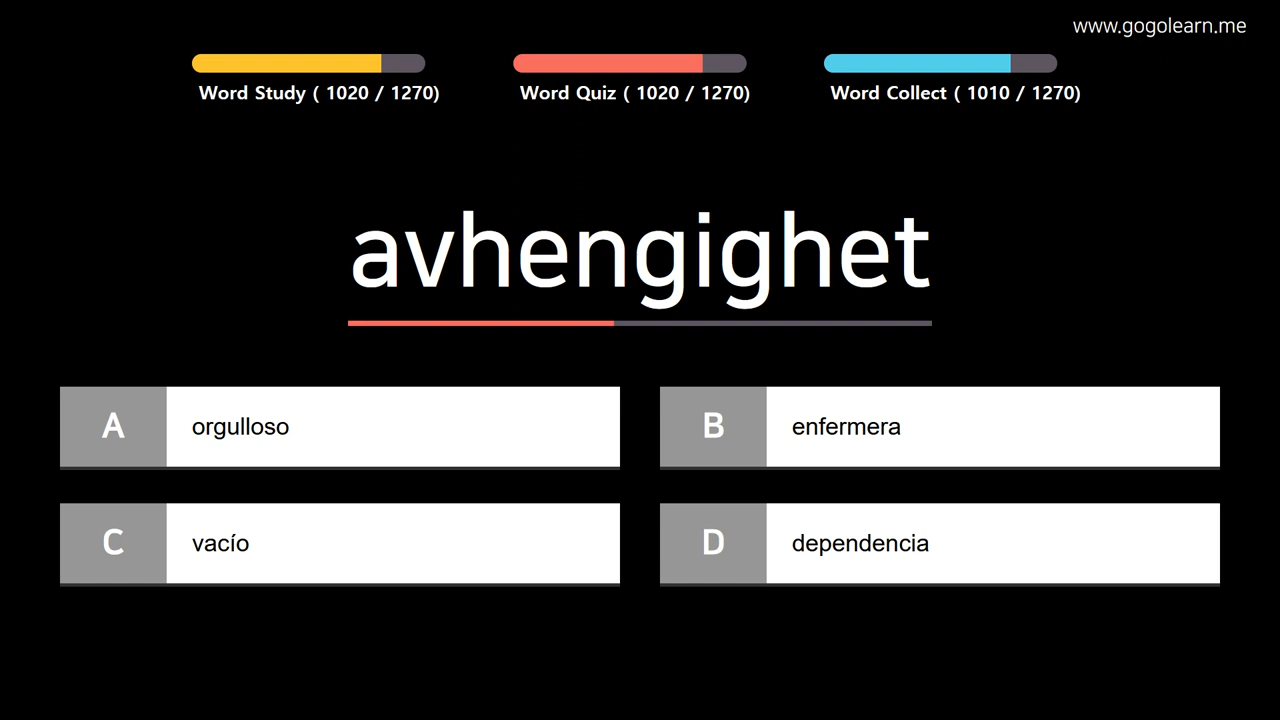 www.gogolearn.me
Word Study ( 1020 / 1270)
Word Quiz ( 1020 / 1270)
Word Collect ( 1010 / 1270)
avhengighet
A orgulloso
B enfermera
C vacío
D dependencia